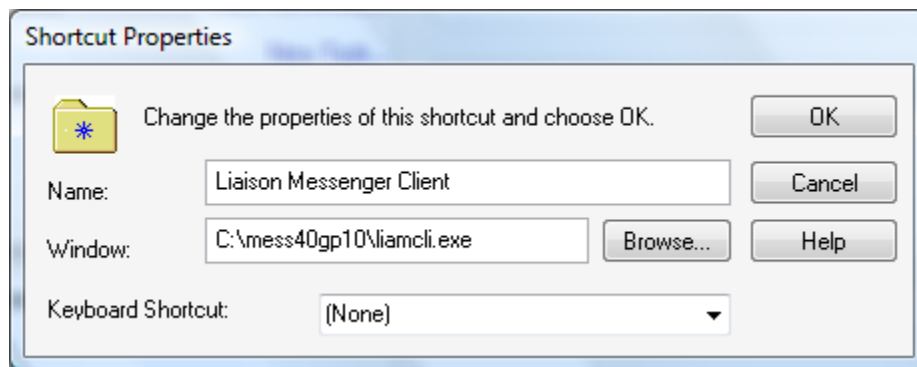 Shortcut Properties
Change the properties of this shortcut and choose OK.
OK
Name:
Liaison Messenger Client
Cancel
Window:
C:\mess40gp10\liamcli.exe
Browse...
Help
Keyboard Shortcut:
(None)